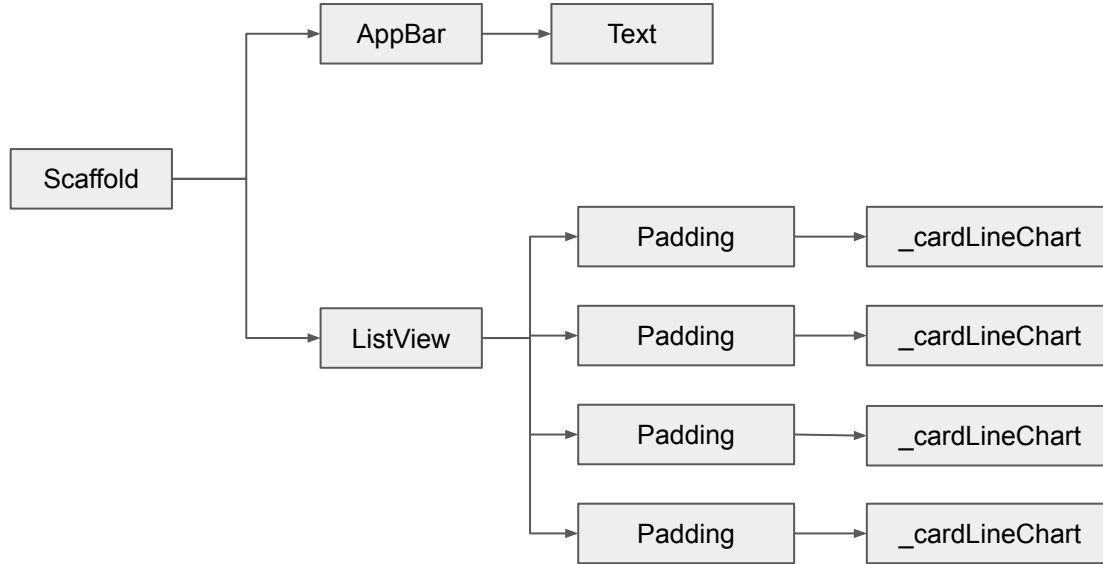 AppBar
Text
Scaffold
Padding
_cardLineChart
Padding
_cardLineChart
ListView
Padding
_cardLineChart
Padding
_cardLineChart